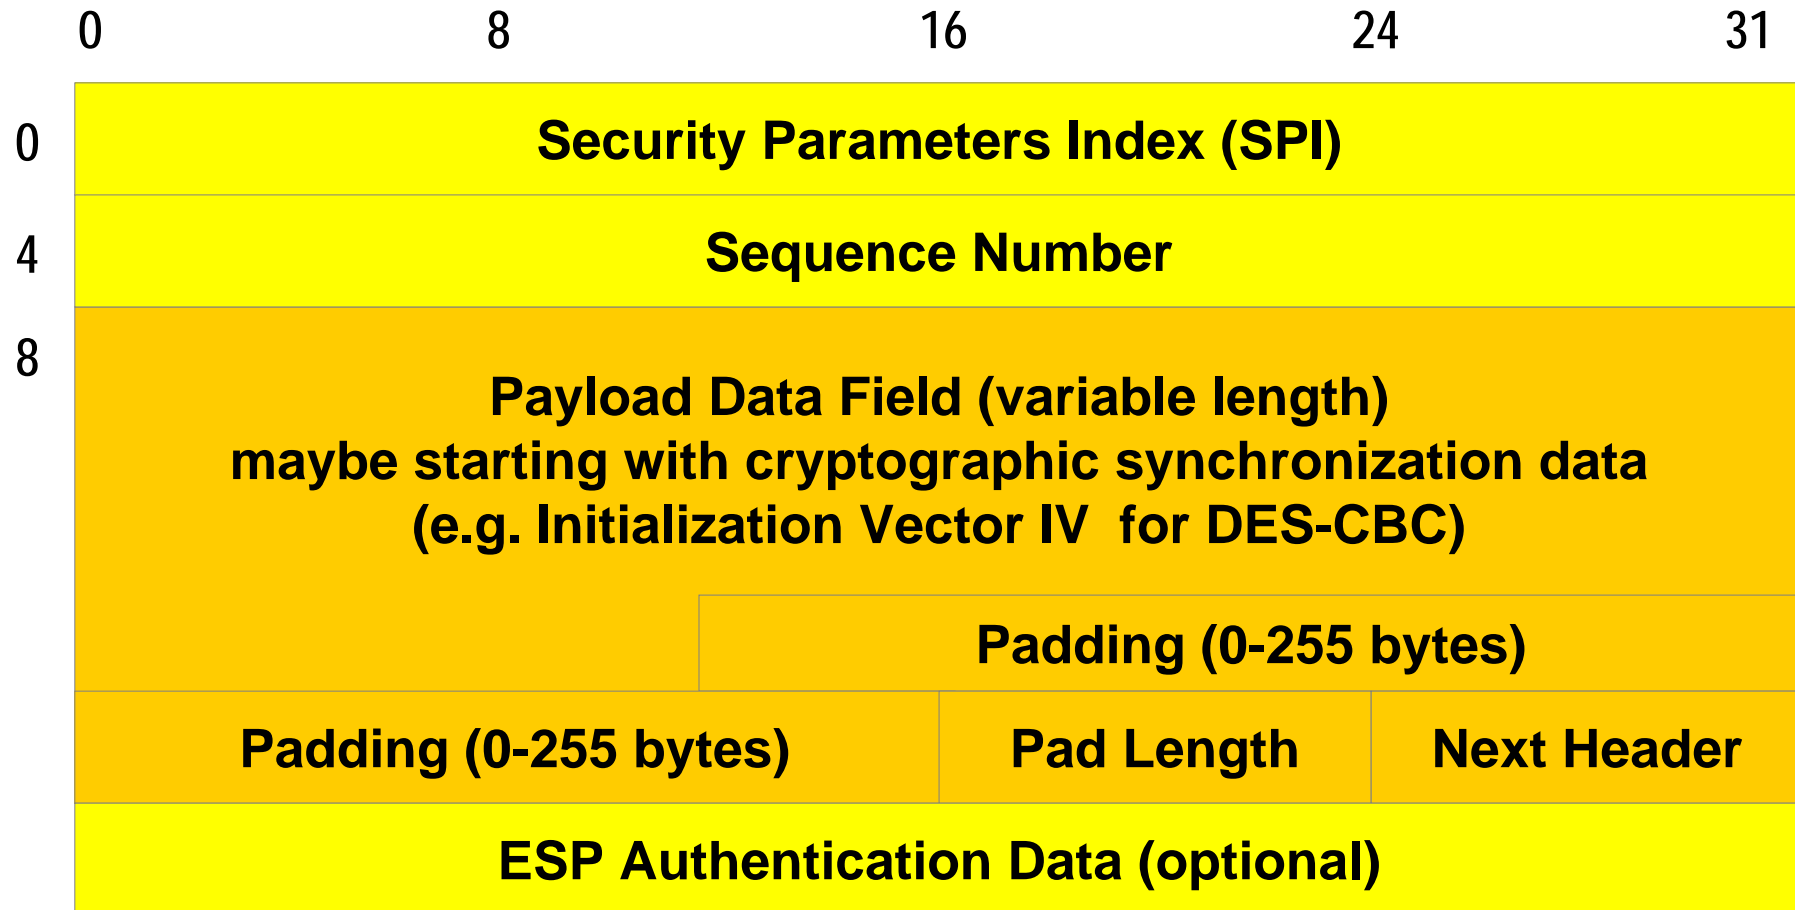 0 8 16 24 31
0 Security Parameters Index (SPI)
4 Sequence Number
8
Payload Data Field (variable length)
maybe starting with cryptographic synchronization data
(e.g. Initialization Vector IV for DES-CBC)
Padding (0-255 bytes)
Padding (0-255 bytes) Pad Length Next Header
ESP Authentication Data (optional)